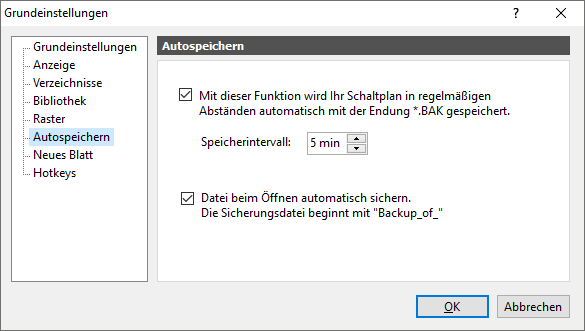 Grundeinstellungen
Grundeinstellungen
Anzeige
Verzeichnisse
Bibliothek
Raster
Autospeichern
Neues Blatt
Hotkeys
Autospeichern
Mit dieser Funktion wird Ihr Schaltplan in regelmäßigen
Abständen automatisch mit der Endung *.BAK gespeichert.
Speicherintervall: 5 min
Datei beim Öffnen automatisch sichern.
Die Sicherungsdatei beginnt mit "Backup_of_"
OK Abbrechen